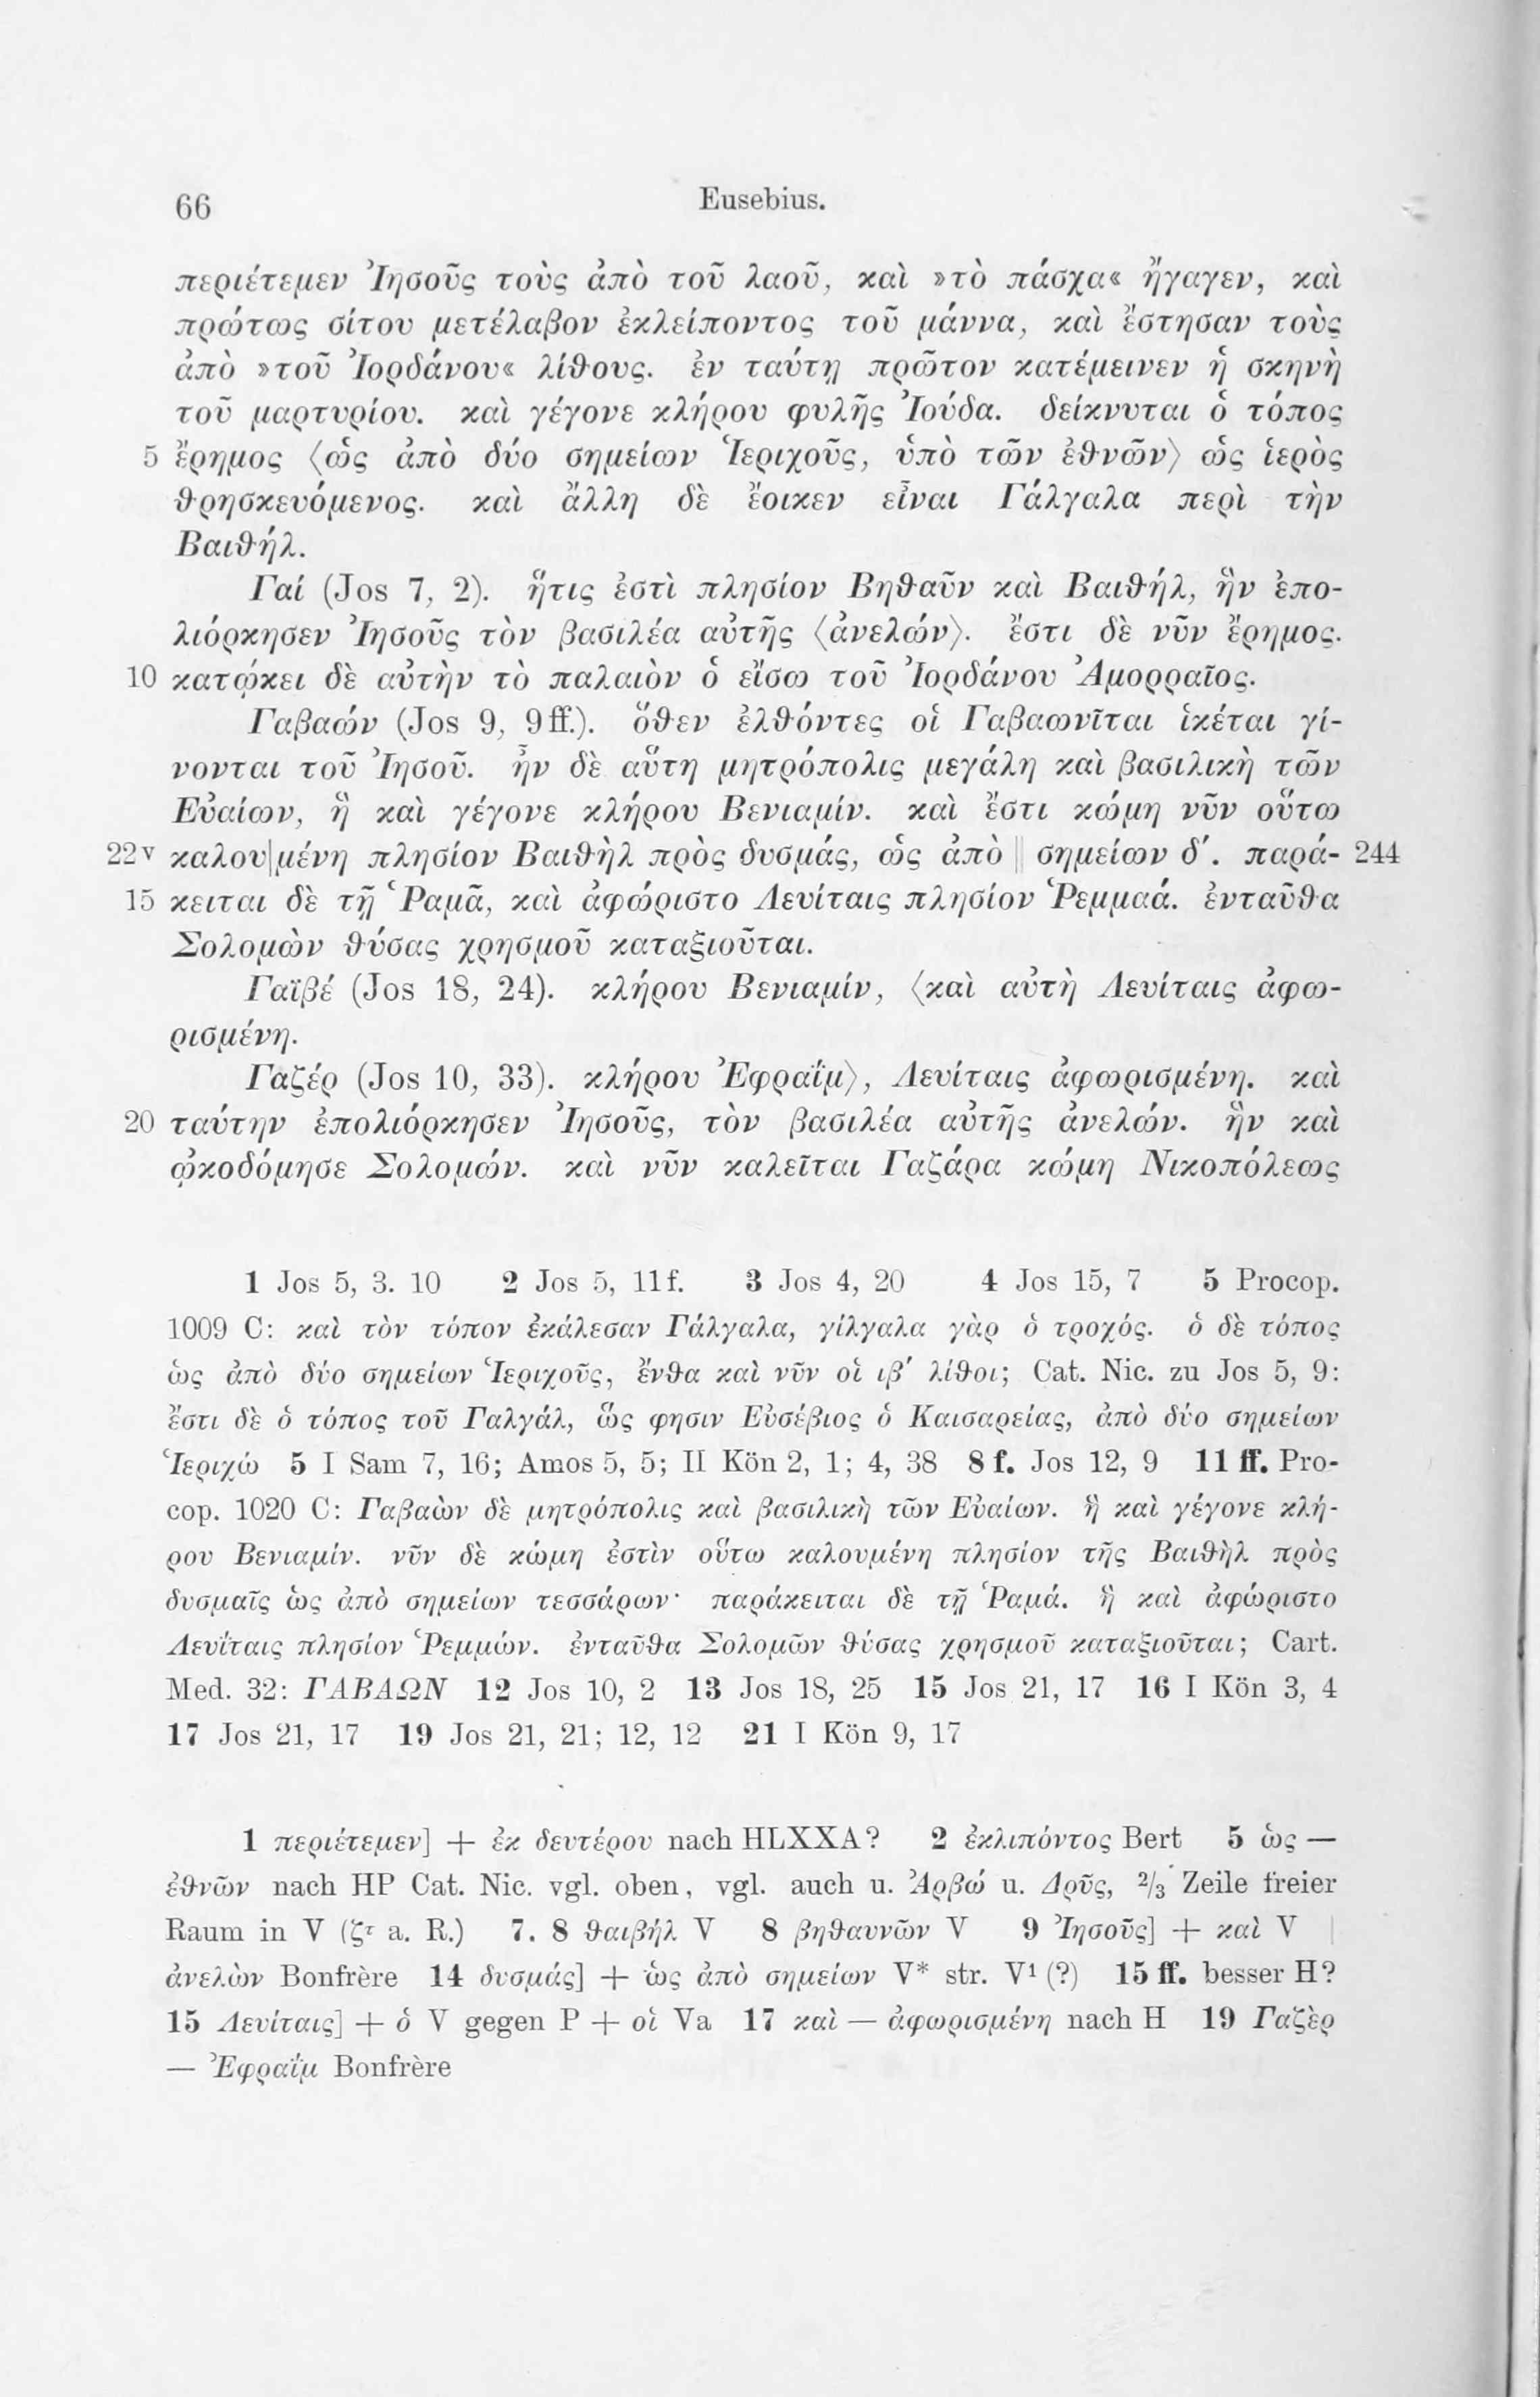 66
Eusebius.
περιέτεμεν Ἰησοῦς τοὺς ἀπὸ τοῦ λαοῦ, καὶ »τὸ πάσχα« ἤγαγεν, καὶ
πρώτως σίτου μετέλαβον ἐκλείποντος τοῦ μάννα, καὶ ἔστησαν τοὺς
ἀπὸ »τοῦ Ἰορδάνου« λίθους. ἐν ταύτῃ πρῶτον κατέμεινεν ἡ σκηνὴ
τοῦ μαρτυρίου. καὶ γέγονε κλήρου φυλῆς Ἰούδα. δείκνυται ὁ τόπος
5 ἔρημος ⟨ὡς ἀπὸ δύο σημείων Ἱεριχοῦς, ὑπὸ τῶν ἐθνῶν⟩ ὡς ἱερὸς
θρησκευόμενος. καὶ ἄλλη δὲ ἔοικεν εἶναι Γάλγαλα περὶ τὴν
Βαιθήλ.
Γαί (Jos 7, 2). ἥτις ἐστὶ πλησίον Βηθαῦν καὶ Βαιθήλ, ἣν ἐπο-
λιόρκησεν Ἰησοῦς τὸν βασιλέα αὐτῆς ⟨ἀνελών⟩. ἔστι δὲ νῦν ἔρημος.
10 κατῴκει δὲ αὐτὴν τὸ παλαιὸν ὁ εἴσω τοῦ Ἰορδάνου Ἀμορραῖος.
Γαβαών (Jos 9, 9ff.). ὅθεν ἐλθόντες οἱ Γαβαωνῖται ἱκέται γί-
νονται τοῦ Ἰησοῦ. ἦν δὲ αὕτη μητρόπολις μεγάλη καὶ βασιλικὴ τῶν
Εὐαίων, ἣ καὶ γέγονε κλήρου Βενιαμίν. καὶ ἔστι κώμη νῦν οὕτω
22v καλου|μένη πλησίον Βαιθὴλ πρὸς δυσμάς, ὡς ἀπὸ || σημείων δ′. παρά- 244
15 κειται δὲ τῇ Ῥαμᾶ, καὶ ἀφώριστο Λευίταις πλησίον Ῥεμμαά. ἐνταῦθα
Σολομὼν θύσας χρησμοῦ καταξιοῦται.
Γαϊβέ (Jos 18, 24). κλήρου Βενιαμίν, ⟨καὶ αὐτὴ Λευίταις ἀφω-
ρισμένη.
Γαζέρ (Jos 10, 33). κλήρου Ἐφραΐμ⟩, Λευίταις ἀφωρισμένη. καὶ
20 ταύτην ἐπολιόρκησεν Ἰησοῦς, τὸν βασιλέα αὐτῆς ἀνελών. ἣν καὶ
ᾠκοδόμησε Σολομών. καὶ νῦν καλεῖται Γαζάρα κώμη Νικοπόλεως
1 Jos 5, 3. 10 2 Jos 5, 11f. 3 Jos 4, 20 4 Jos 15, 7 5 Procop.
1009 C: καὶ τὸν τόπον ἐκάλεσαν Γάλγαλα, γίλγαλα γὰρ ὁ τροχός. ὁ δὲ τόπος
ὡς ἀπὸ δύο σημείων Ἱεριχοῦς, ἔνθα καὶ νῦν οἱ ιβ′ λίθοι; Cat. Nic. zu Jos 5, 9:
ἔστι δὲ ὁ τόπος τοῦ Γαλγάλ, ὥς φησιν Εὐσέβιος ὁ Καισαρείας, ἀπὸ δύο σημείων
Ἱεριχώ 5 I Sam 7, 16; Amos 5, 5; II Kön 2, 1; 4, 38 8 f. Jos 12, 9 11 ff. Pro-
cop. 1020 C: Γαβαὼν δὲ μητρόπολις καὶ βασιλικὴ τῶν Εὐαίων. ἣ καὶ γέγονε κλή-
ρου Βενιαμίν. νῦν δὲ κώμη ἐστὶν οὕτω καλουμένη πλησίον τῆς Βαιθὴλ πρὸς
δυσμαῖς ὡς ἀπὸ σημείων τεσσάρων· παράκειται δὲ τῇ Ῥαμά. ἣ καὶ ἀφώριστο
Λευΐταις πλησίον Ῥεμμών. ἐνταῦθα Σολομῶν θύσας χρησμοῦ καταξιοῦται; Cart.
Med. 32: ΓΑΒΑΩΝ 12 Jos 10, 2 13 Jos 18, 25 15 Jos 21, 17 16 I Kön 3, 4
17 Jos 21, 17 19 Jos 21, 21; 12, 12 21 I Kön 9, 17
1 περιέτεμεν] + ἐκ δευτέρου nach HLXXA? 2 ἐκλιπόντος Bert 5 ὡς —
ἐθνῶν nach HP Cat. Nic. vgl. oben, vgl. auch u. Ἀρβώ u. Δρῦς, 2/3 Zeile freier
Raum in V (ζτ a. R.) 7. 8 θαιβήλ V 8 βηθαυνῶν V 9 Ἰησοῦς] + καὶ V |
ἀνελὼν Bonfrère 14 δυσμάς] + ὡς ἀπὸ σημείων V* str. V¹ (?) 15 ff. besser H?
15 Λευίταις] + ὁ V gegen P + οἱ Va 17 καὶ — ἀφωρισμένη nach H 19 Γαζὲρ
— Ἐφραΐμ Bonfrère